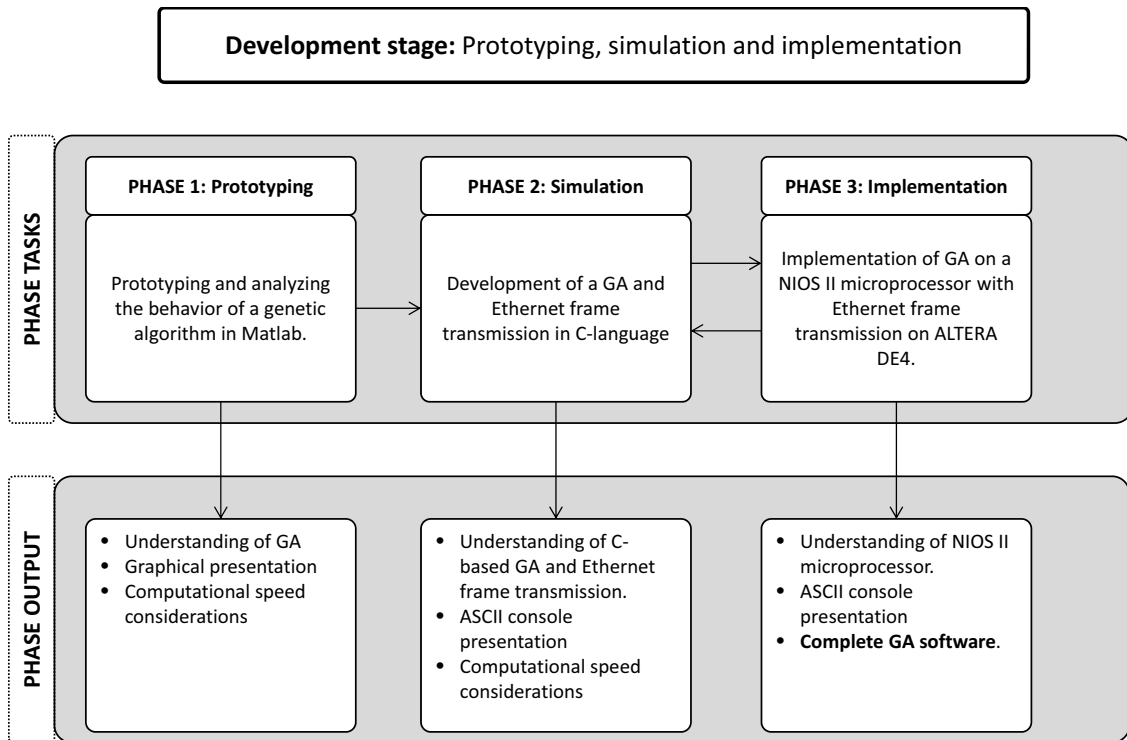 Development stage: Prototyping, simulation and implementation
PHASE TASKS
PHASE 1: Prototyping
Prototyping and analyzing
the behavior of a genetic
algorithm in Matlab.
PHASE 2: Simulation
Development of a GA and
Ethernet frame
transmission in C-language
PHASE 3: Implementation
Implementation of GA on a
NIOS II microprocessor with
Ethernet frame
transmission on ALTERA
DE4.
PHASE OUTPUT
• Understanding of GA
• Graphical presentation
• Computational speed
considerations
• Understanding of C-
based GA and Ethernet
frame transmission.
• ASCII console
presentation
• Computational speed
considerations
• Understanding of NIOS II
microprocessor.
• ASCII console
presentation
• Complete GA software.